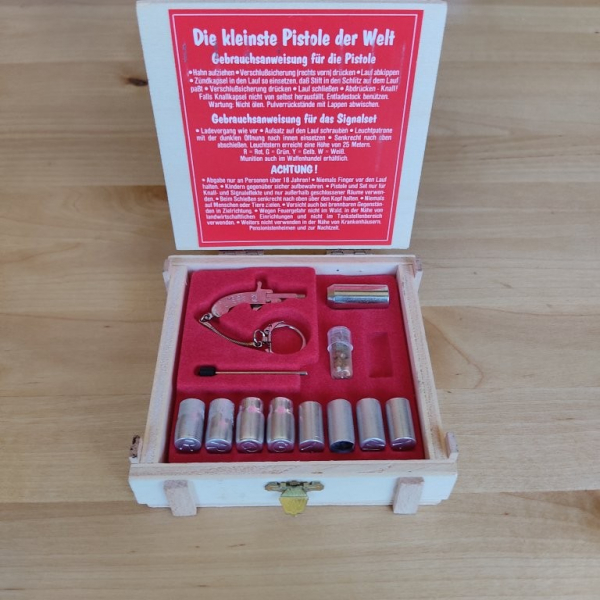 Die kleinste Pistole der Welt
Gebrauchsanweisung für die Pistole
• Hahn aufziehen • Verschlußsicherung (rechts vorn) drücken • Lauf abkippen
• Zündkapsel in den Lauf so einsetzen, daß Stift in den Schlitz auf dem Lauf
paßt • Verschlußsicherung drücken • Lauf schließen • Abdrücken - Knall!
Falls Knallkapsel nicht von selbst herausfällt, Entladestock benützen.
Wartung: Nicht ölen. Pulverrückstände mit Lappen abwischen.
Gebrauchsanweisung für das Signalset
• Ladevorgang wie vor • Aufsatz auf den Lauf schrauben • Leuchtpatrone
mit der dunklen Öffnung nach innen einsetzen • Senkrecht nach oben
abschießen. Leuchtstern erreicht eine Höhe von 25 Metern.
R = Rot, G = Grün, Y = Gelb, W = Weiß.
Munition auch im Waffenhandel erhältlich.
ACHTUNG!
• Abgabe nur an Personen über 18 Jahren! • Niemals Finger vor den Lauf
halten. • Kindern gegenüber sicher aufbewahren. • Pistole und Set nur für
Knall- und Signaleffekte und nur außerhalb geschlossener Räume verwen-
den. • Beim Schießen senkrecht nach oben über den Kopf halten. • Niemals
auf Menschen oder Tiere zielen. • Vorsicht auch bei brennbaren Gegenstän-
den in Zielrichtung. • Wegen Feuergefahr nicht im Wald, in der Nähe von
landwirtschaftlichen Einrichtungen und nicht im Tankstellenbereich
verwenden. • Weiters nicht verwenden in der Nähe von Krankenhäusern,
Pensionistenheimen und zur Nachtzeit.